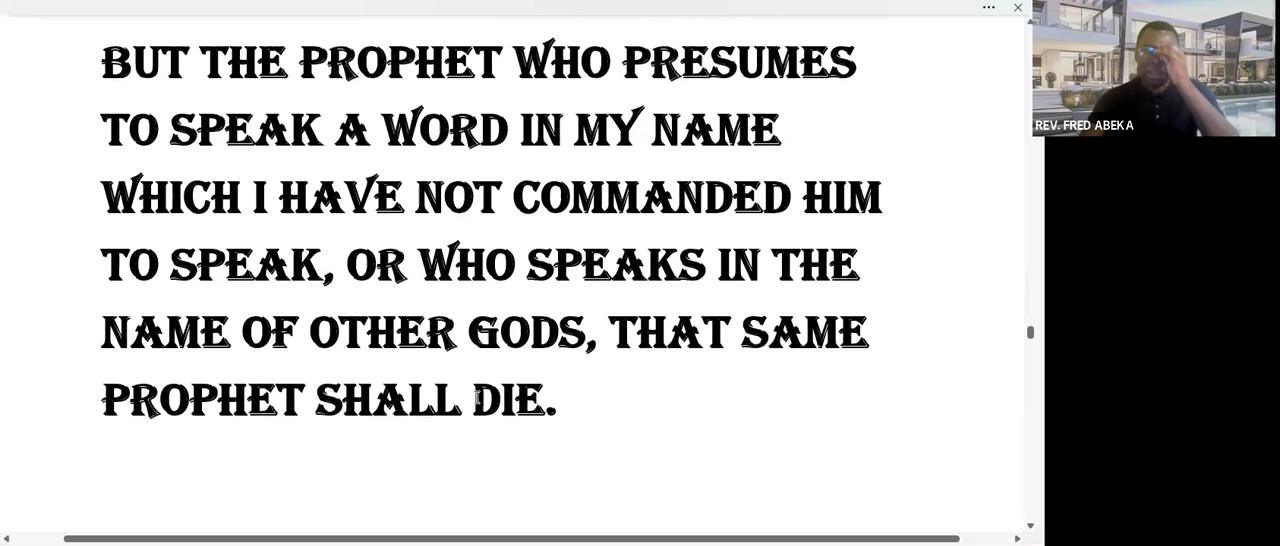 BUT THE PROPHET WHO PRESUMES
TO SPEAK A WORD IN MY NAME
WHICH I HAVE NOT COMMANDED HIM
TO SPEAK, OR WHO SPEAKS IN THE
NAME OF OTHER GODS, THAT SAME
PROPHET SHALL DIE.
REV. FRED ABEKA